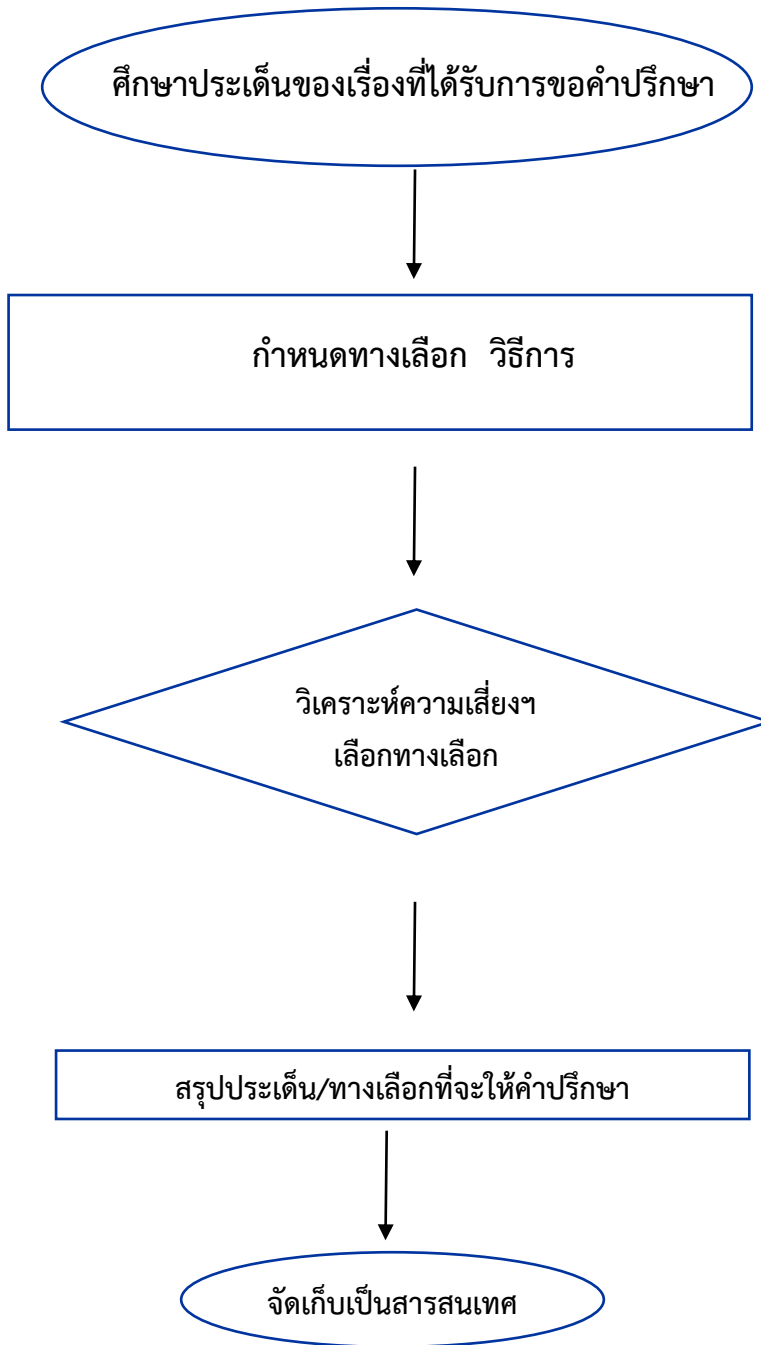 ศึกษาประเด็นของเรื่องที่ได้รับการขอคำปรึกษา
กำหนดทางเลือก วิธีการ
วิเคราะห์ความเสี่ยงฯ
เลือกทางเลือก
สรุปประเด็น/ทางเลือกที่จะให้คำปรึกษา
จัดเก็บเป็นสารสนเทศ